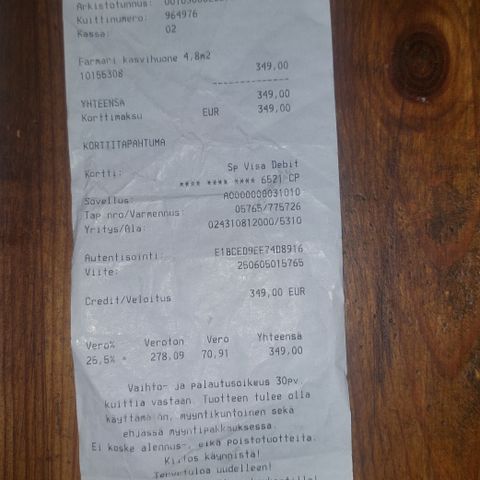 Arkistotunnus:
Kuittinumero: 964976
Kassa: 02
Farmari kasvihuone 4,8m2
10155308 349,00
YHTEENSÄ 349,00
Korttimaksu EUR 349,00
KORTTITAPAHTUMA
Kortti: Sp Visa Debit
**** **** **** 6521 CP
Sovellus: A0000000031010
Tap nro/Varmennus: 05765/775726
Yritys/Ala: 024310812000/5310
Autentisointi: E1BCED9EE74D8916
Viite: 250605015765
Credit/Veloitus 349,00 EUR
Vero% Veroton Vero Yhteensä
25,5% * 278,09 70,91 349,00
Vaihto- ja palautusoikeus 30pv
kuittia vastaan. Tuotteen tulee olla
käyttämätön, myyntikuntoinen sekä
ehjässä myyntipakkauksessa.
Ei koske alennus-, eikä poistotuotteita.
Kiitos käynnistä!
Tervetuloa uudelleen!